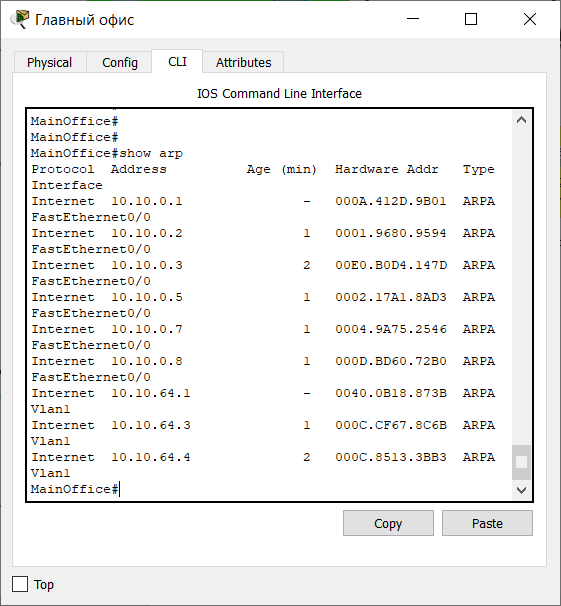 Главный офис
Physical Config CLI Attributes
IOS Command Line Interface
MainOffice#
MainOffice#
MainOffice#show arp
Protocol  Address          Age (min)  Hardware Addr   Type
Interface
Internet  10.10.0.1                -  000A.412D.9B01  ARPA
FastEthernet0/0
Internet  10.10.0.2                1  0001.9680.9594  ARPA
FastEthernet0/0
Internet  10.10.0.3                2  00E0.B0D4.147D  ARPA
FastEthernet0/0
Internet  10.10.0.5                1  0002.17A1.8AD3  ARPA
FastEthernet0/0
Internet  10.10.0.7                1  0004.9A75.2546  ARPA
FastEthernet0/0
Internet  10.10.0.8                1  000D.BD60.72B0  ARPA
FastEthernet0/0
Internet  10.10.64.1               -  0040.0B18.873B  ARPA
Vlan1
Internet  10.10.64.3               1  000C.CF67.8C6B  ARPA
Vlan1
Internet  10.10.64.4               2  000C.8513.3BB3  ARPA
Vlan1
MainOffice#
Copy Paste
Top